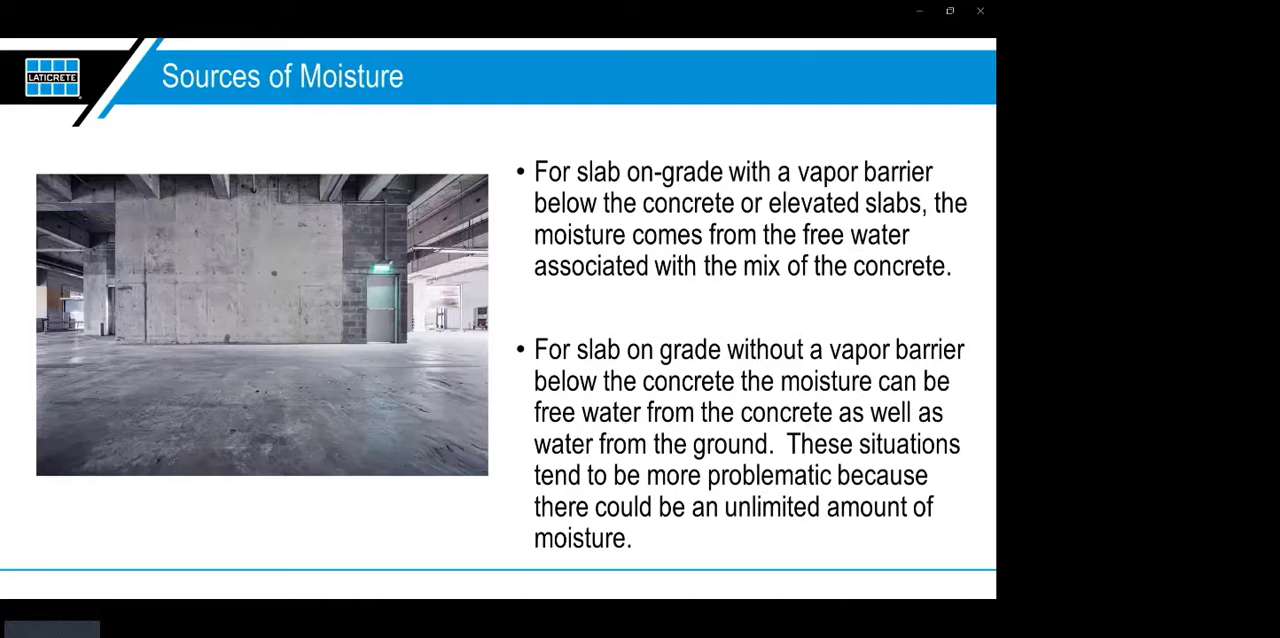 LATICRETE
Sources of Moisture
• For slab on-grade with a vapor barrier
below the concrete or elevated slabs, the
moisture comes from the free water
associated with the mix of the concrete.
• For slab on grade without a vapor barrier
below the concrete the moisture can be
free water from the concrete as well as
water from the ground.  These situations
tend to be more problematic because
there could be an unlimited amount of
moisture.